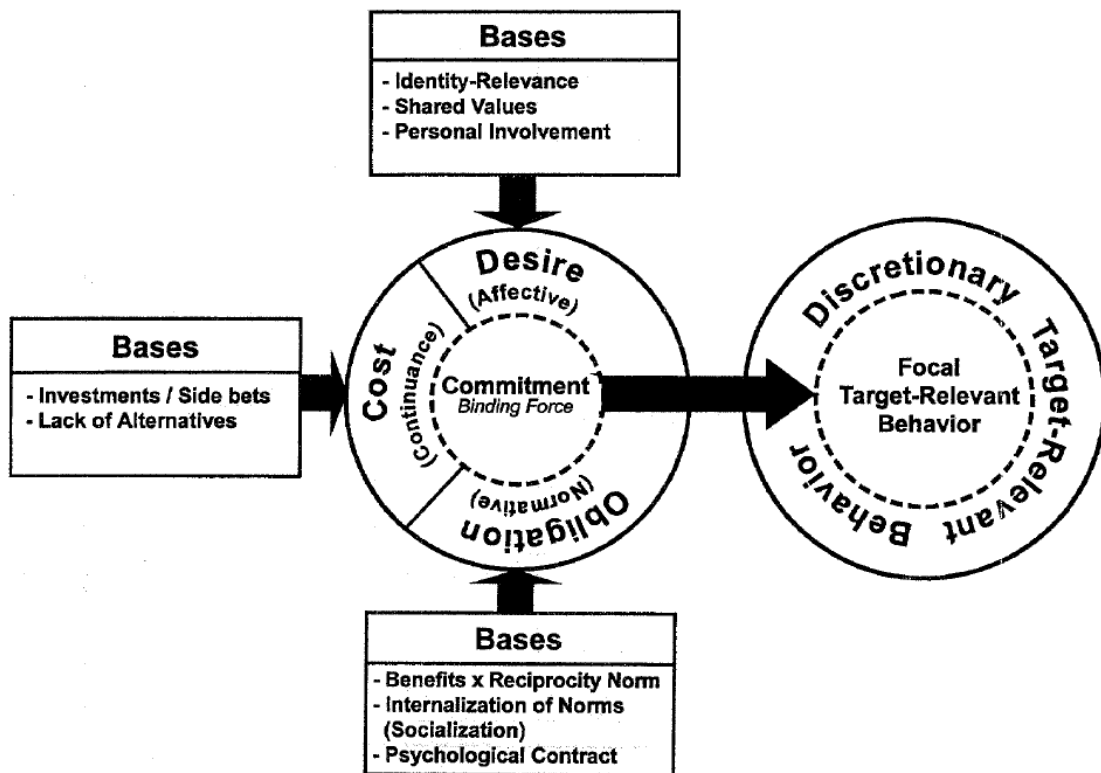 Bases
- Identity-Relevance
- Shared Values
- Personal Involvement
Bases
- Investments / Side bets
- Lack of Alternatives
Desire
(Affective)
Cost
(Continuance)
Commitment
Binding Force
(Normative)
Obligation
Discretionary Target-Relevant Behavior
Focal
Target-Relevant
Behavior
Bases
- Benefits x Reciprocity Norm
- Internalization of Norms
(Socialization)
- Psychological Contract